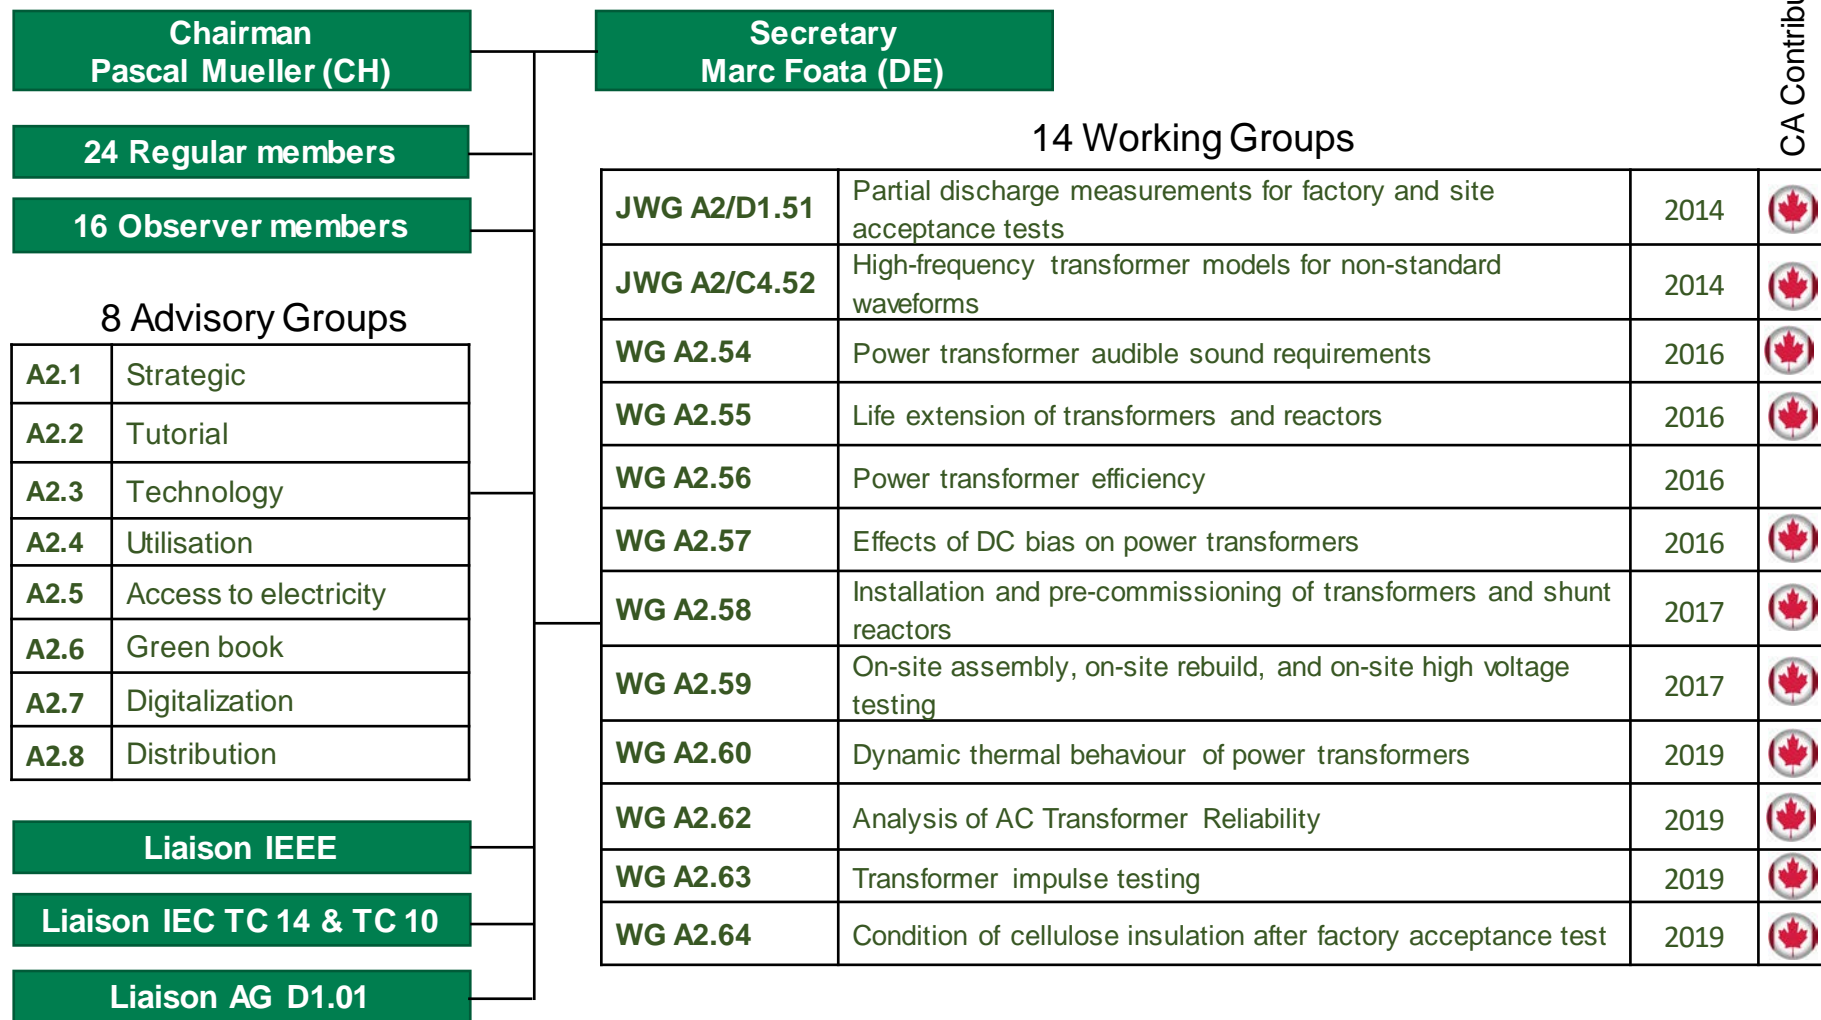 Chairman
Pascal Mueller (CH)
Secretary
Marc Foata (DE)
24 Regular members
16 Observer members
8 Advisory Groups
A2.1 Strategic
A2.2 Tutorial
A2.3 Technology
A2.4 Utilisation
A2.5 Access to electricity
A2.6 Green book
A2.7 Digitalization
A2.8 Distribution
Liaison IEEE
Liaison IEC TC 14 & TC 10
Liaison AG D1.01
14 Working Groups
CA
JWG A2/D1.51 Partial discharge measurements for factory and site
acceptance tests 2014
JWG A2/C4.52 High-frequency transformer models for non-standard
waveforms 2014
WG A2.54 Power transformer audible sound requirements 2016
WG A2.55 Life extension of transformers and reactors 2016
WG A2.56 Power transformer efficiency 2016
WG A2.57 Effects of DC bias on power transformers 2016
WG A2.58 Installation and pre-commissioning of transformers and shunt
reactors 2017
WG A2.59 On-site assembly, on-site rebuild, and on-site high voltage
testing 2017
WG A2.60 Dynamic thermal behaviour of power transformers 2019
WG A2.62 Analysis of AC Transformer Reliability 2019
WG A2.63 Transformer impulse testing 2019
WG A2.64 Condition of cellulose insulation after factory acceptance test 2019